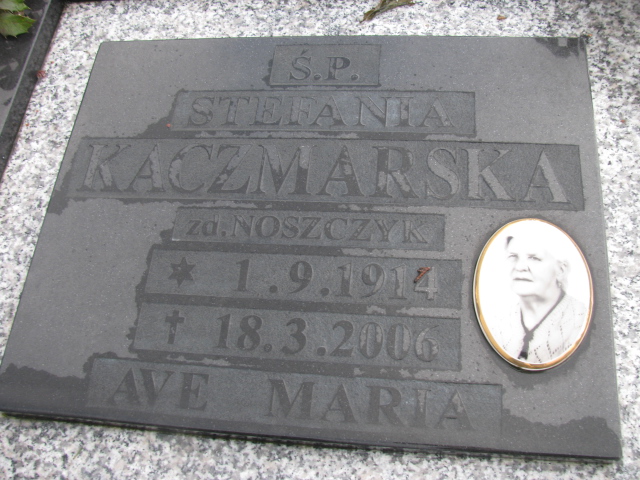 Ś.P.
STEFANIA
KACZMARSKA
zd. NOSZCZYK
* 1.9.1914
† 18.3.2006
AVE MARIA